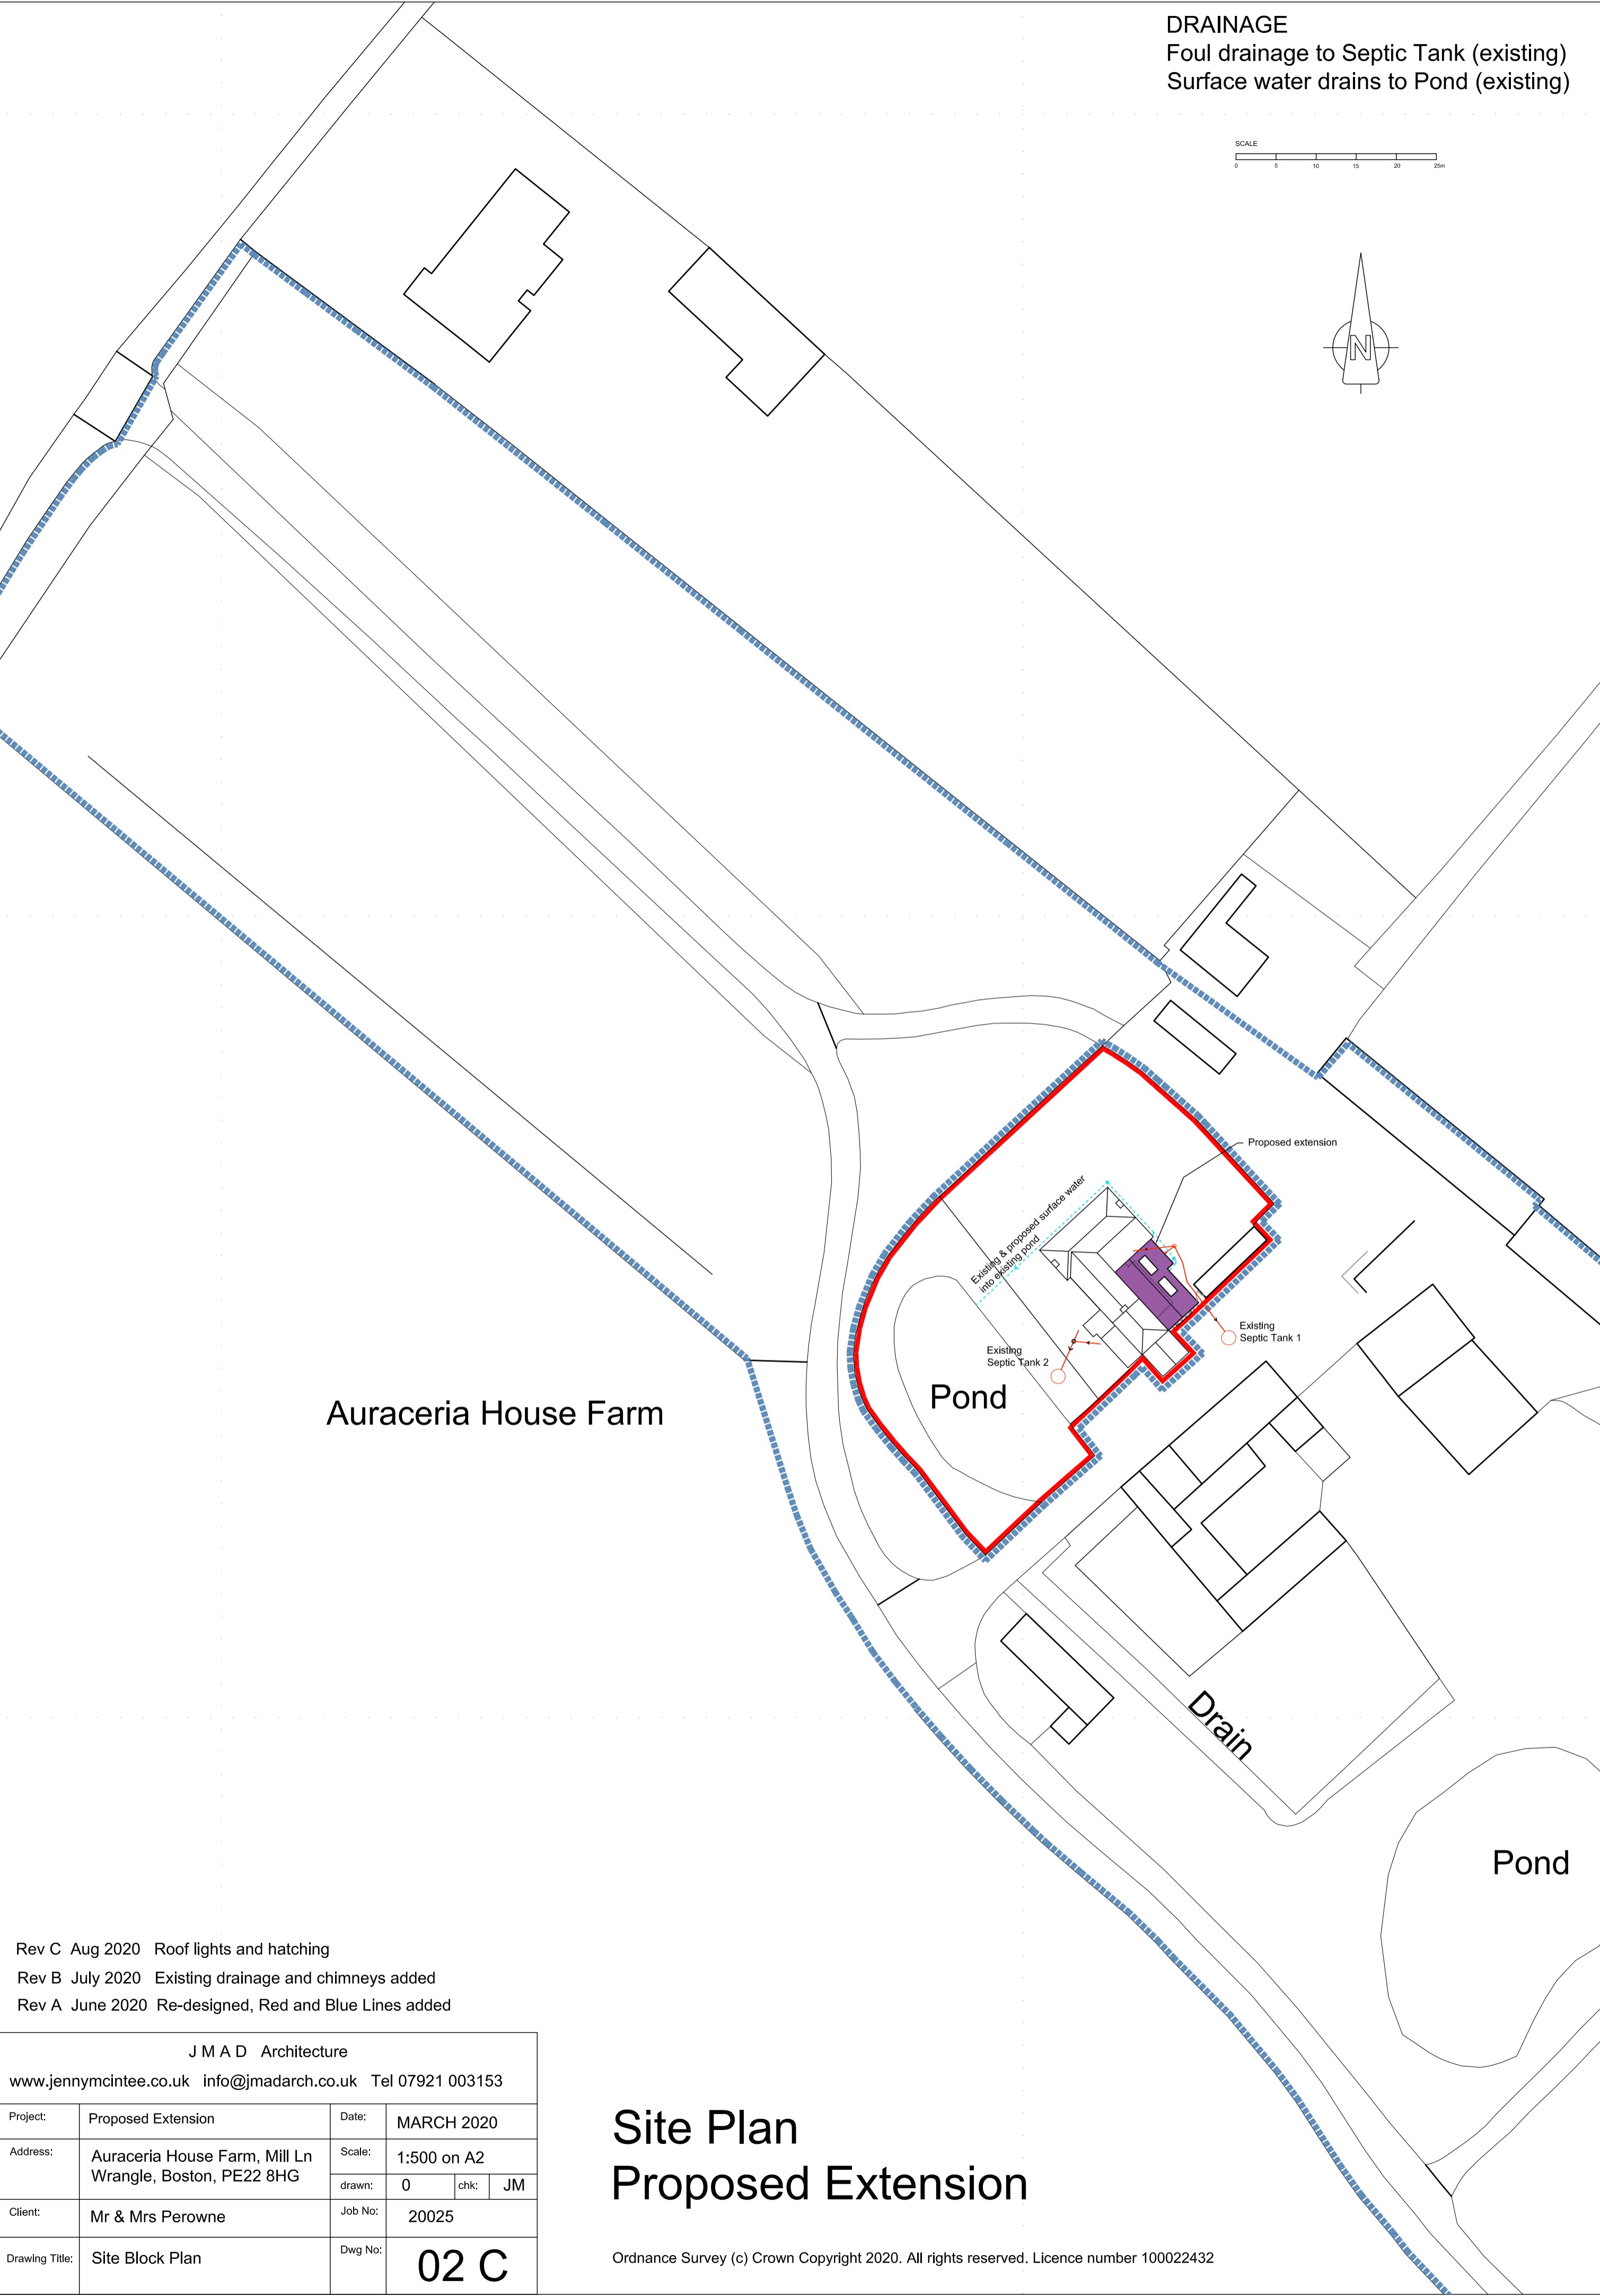 DRAINAGE
Foul drainage to Septic Tank (existing)
Surface water drains to Pond (existing)
SCALE
0 5 10 15 20 25m
N
Proposed extension
Existing & proposed surface water
into existing pond
Existing
Septic Tank 1
Existing
Septic Tank 2
Pond
Auraceria House Farm
Drain
Pond
Rev C Aug 2020 Roof lights and hatching
Rev B July 2020 Existing drainage and chimneys added
Rev A June 2020 Re-designed, Red and Blue Lines added
J M A D Architecture
www.jennymcintee.co.uk info@jmadarch.co.uk Tel 07921 003153
Project: Proposed Extension
Date: MARCH 2020
Address: Auraceria House Farm, Mill Ln
Wrangle, Boston, PE22 8HG
Scale: 1:500 on A2
drawn: 0 chk: JM
Client: Mr & Mrs Perowne
Job No: 20025
Drawing Title: Site Block Plan
Dwg No: 02 C
Site Plan
Proposed Extension
Ordnance Survey (c) Crown Copyright 2020. All rights reserved. Licence number 100022432